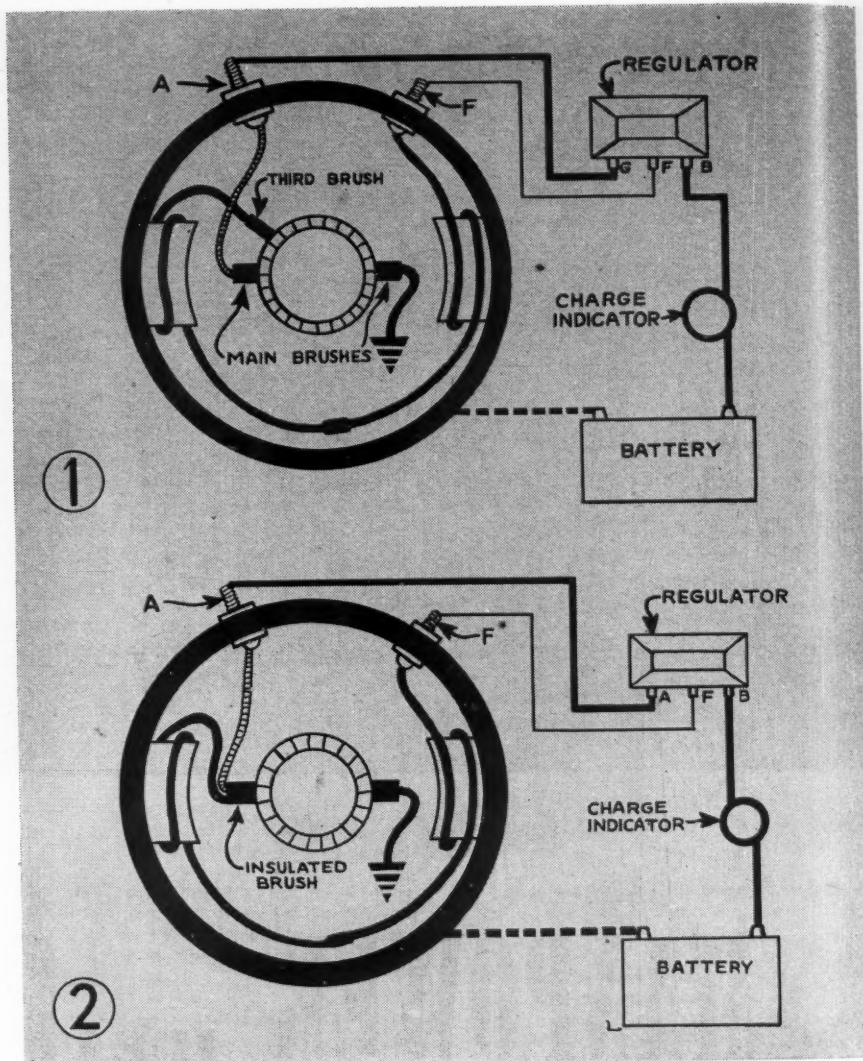 A
F
REGULATOR
G F B
THIRD BRUSH
CHARGE
INDICATOR
MAIN BRUSHES
BATTERY
1
A
F
REGULATOR
A F B
CHARGE
INDICATOR
INSULATED
BRUSH
BATTERY
2